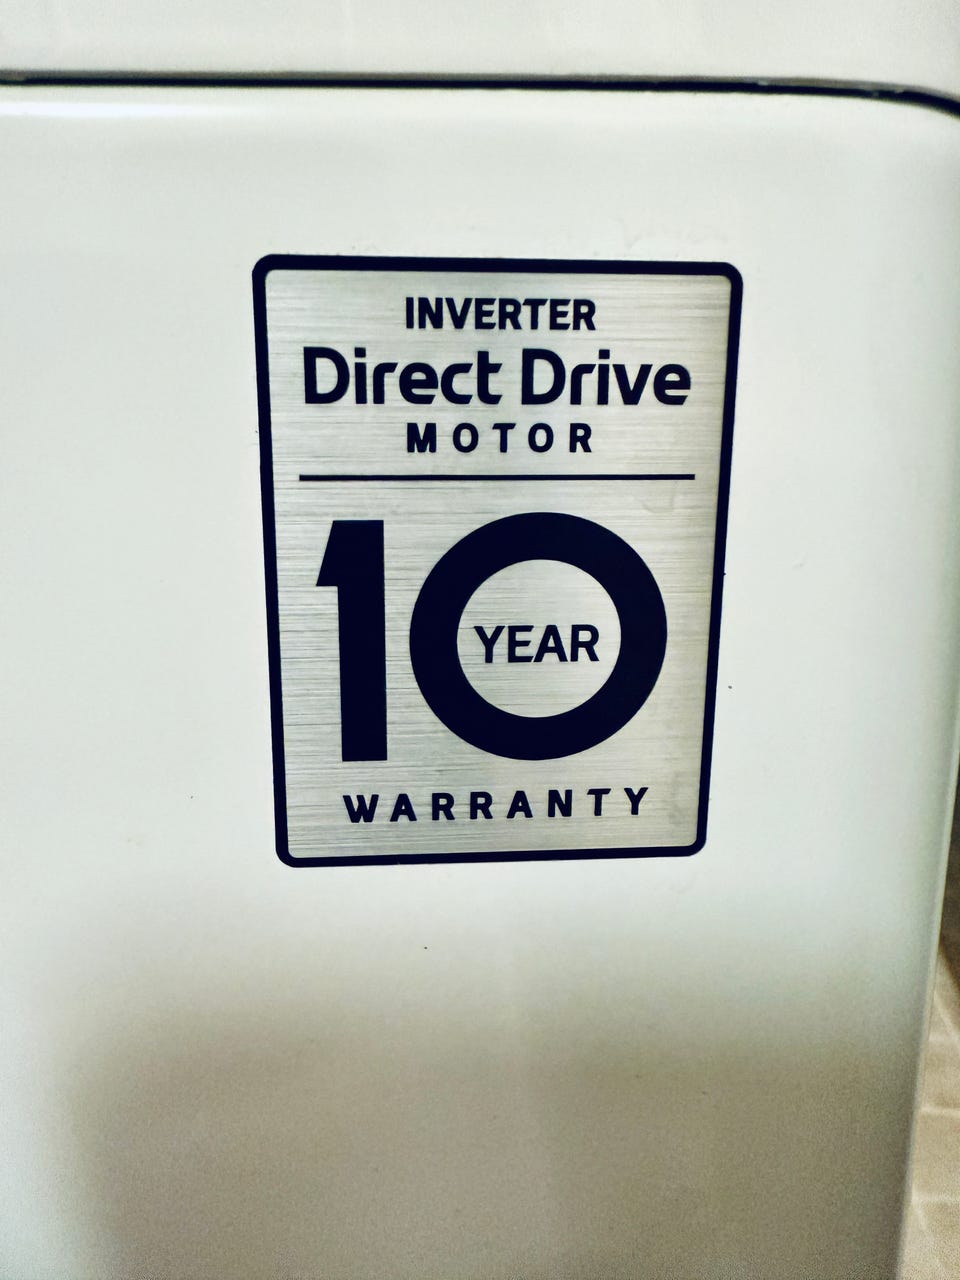 INVERTER
Direct Drive
MOTOR
10
YEAR
WARRANTY